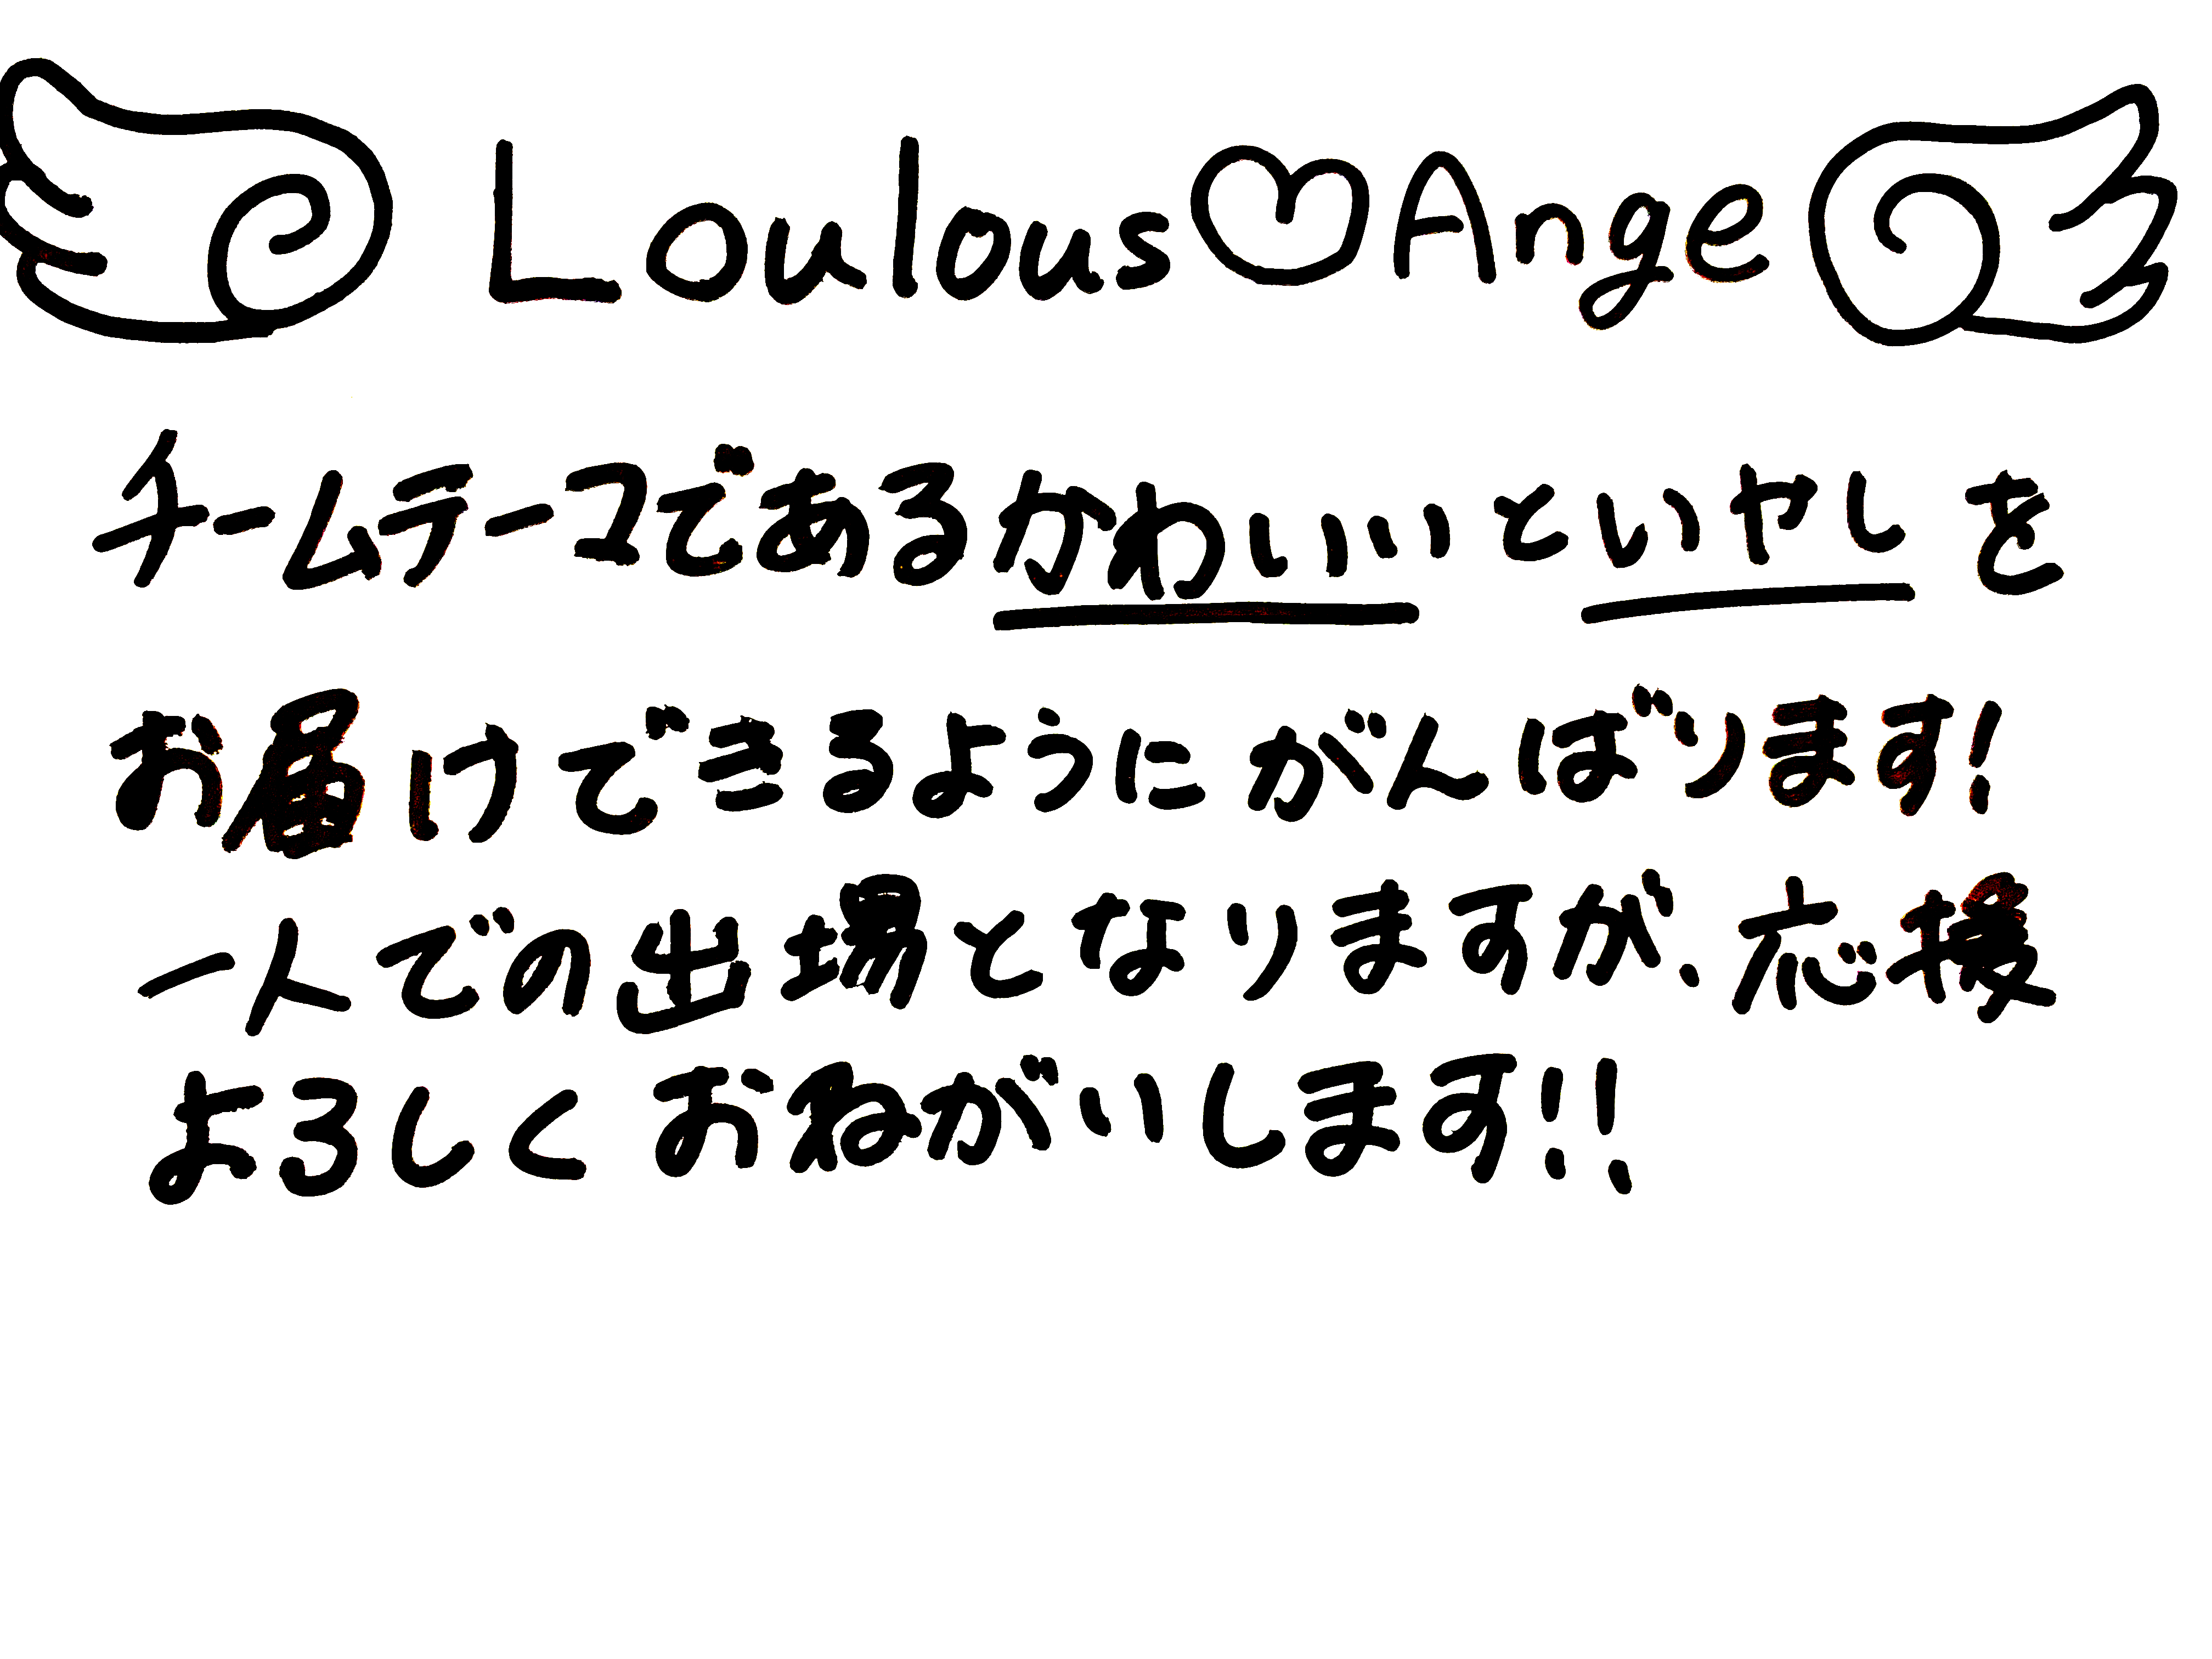 Loulous♡Ange
チームテーマであるかわいいといやしを
お届けできるようにがんばります!
一人での出場となりますが、応援
よろしくおねがいします!!